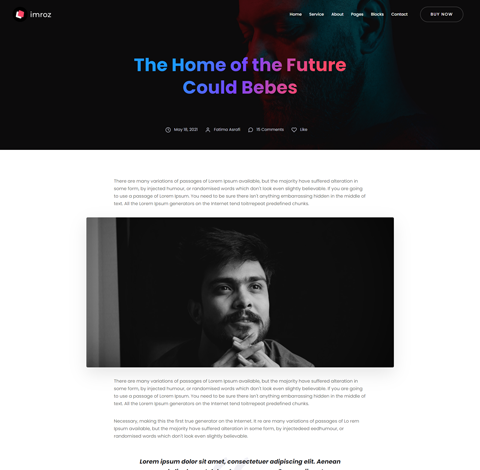 imroz
Home Service About Pages Blocks Contact BUY NOW
The Home of the Future
Could Bebes
May 18, 2021 Fatima Asrafi 15 Comments Like
There are many variations of passages of Lorem Ipsum available, but the majority have suffered alteration in
some form, by injected humour, or randomised words which don't look even slightly believable. If you are going
to use a passage of Lorem Ipsum. You need to be sure there isn't anything embarrassing hidden in the middle of
text. All the Lorem Ipsum generators on the Internet tend toitrrepeat predefined chunks.
There are many variations of passages of Lorem Ipsum available, but the majority have suffered alteration in
some form, by injected humour, or randomised words which don't look even slightly believable. If you are going
to use a passage of Lorem Ipsum. You need to be sure there isn't anything embarrassing hidden in the middle of
text. All the Lorem Ipsum generators on the Internet tend toitrrepeat predefined chunks.
Necessary, making this the first true generator on the Internet. It re are many variations of passages of Lo rem
Ipsum available, but the majority have suffered alteration in some form, by injectedeed eedhumour, or
randomised words which don't look even slightly believable.
Lorem ipsum dolor sit amet, consectetuer adipiscing elit. Aenean